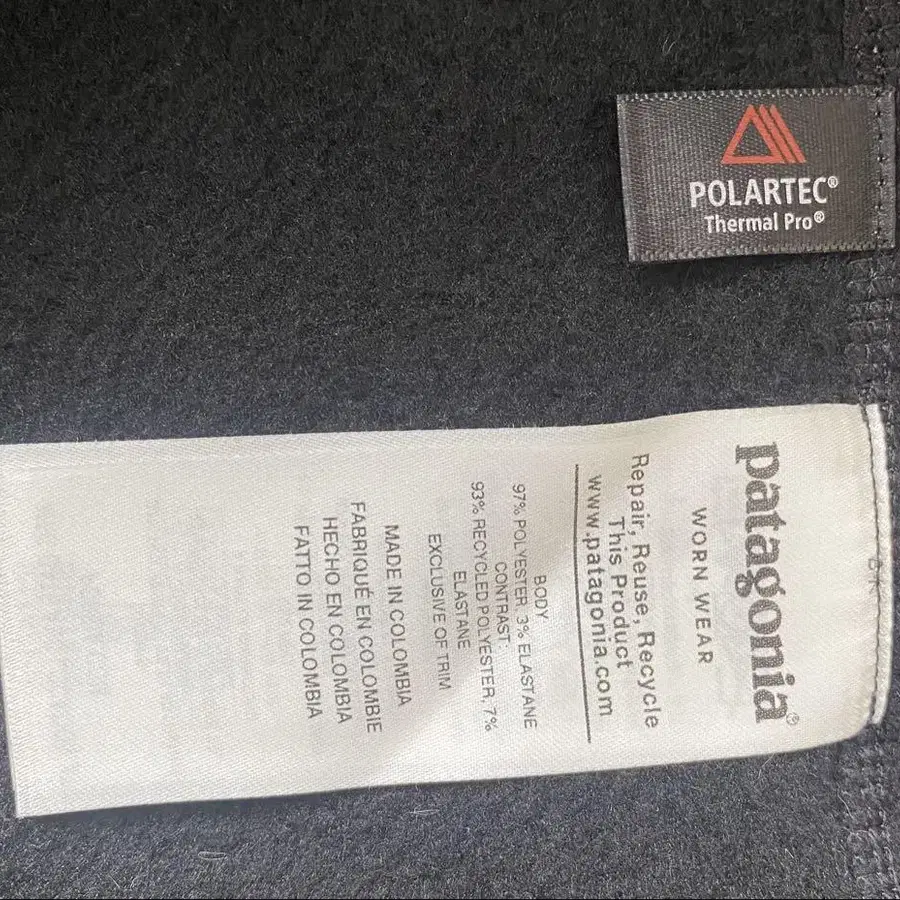 POLARTEC®
Thermal Pro®
patagonia®
WORN WEAR
Repair, Reuse, Recycle
This Product
www.patagonia.com
BODY
97% POLYESTER, 3% ELASTANE
CONTRAST:
93% RECYCLED POLYESTER, 7%
ELASTANE
EXCLUSIVE OF TRIM
MADE IN COLOMBIA
FABRIQUÉ EN COLOMBIE
HECHO EN COLOMBIA
FATTO IN COLOMBIA